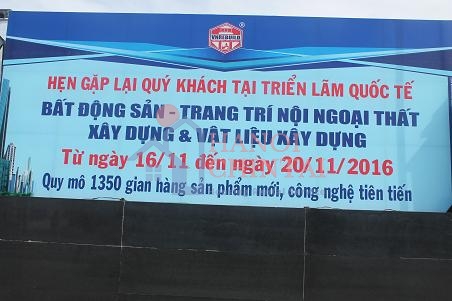 VNREBUILD
HẸN GẶP LẠI QUÝ KHÁCH TẠI TRIỂN LÃM QUỐC TẾ
BẤT ĐỘNG SẢN - TRANG TRÍ NỘI NGOẠI THẤT
XÂY DỰNG & VẬT LIỆU XÂY DỰNG
Từ ngày 16/11 đến ngày 20/11/2016
Quy mô 1350 gian hàng sản phẩm mới, công nghệ tiên tiến